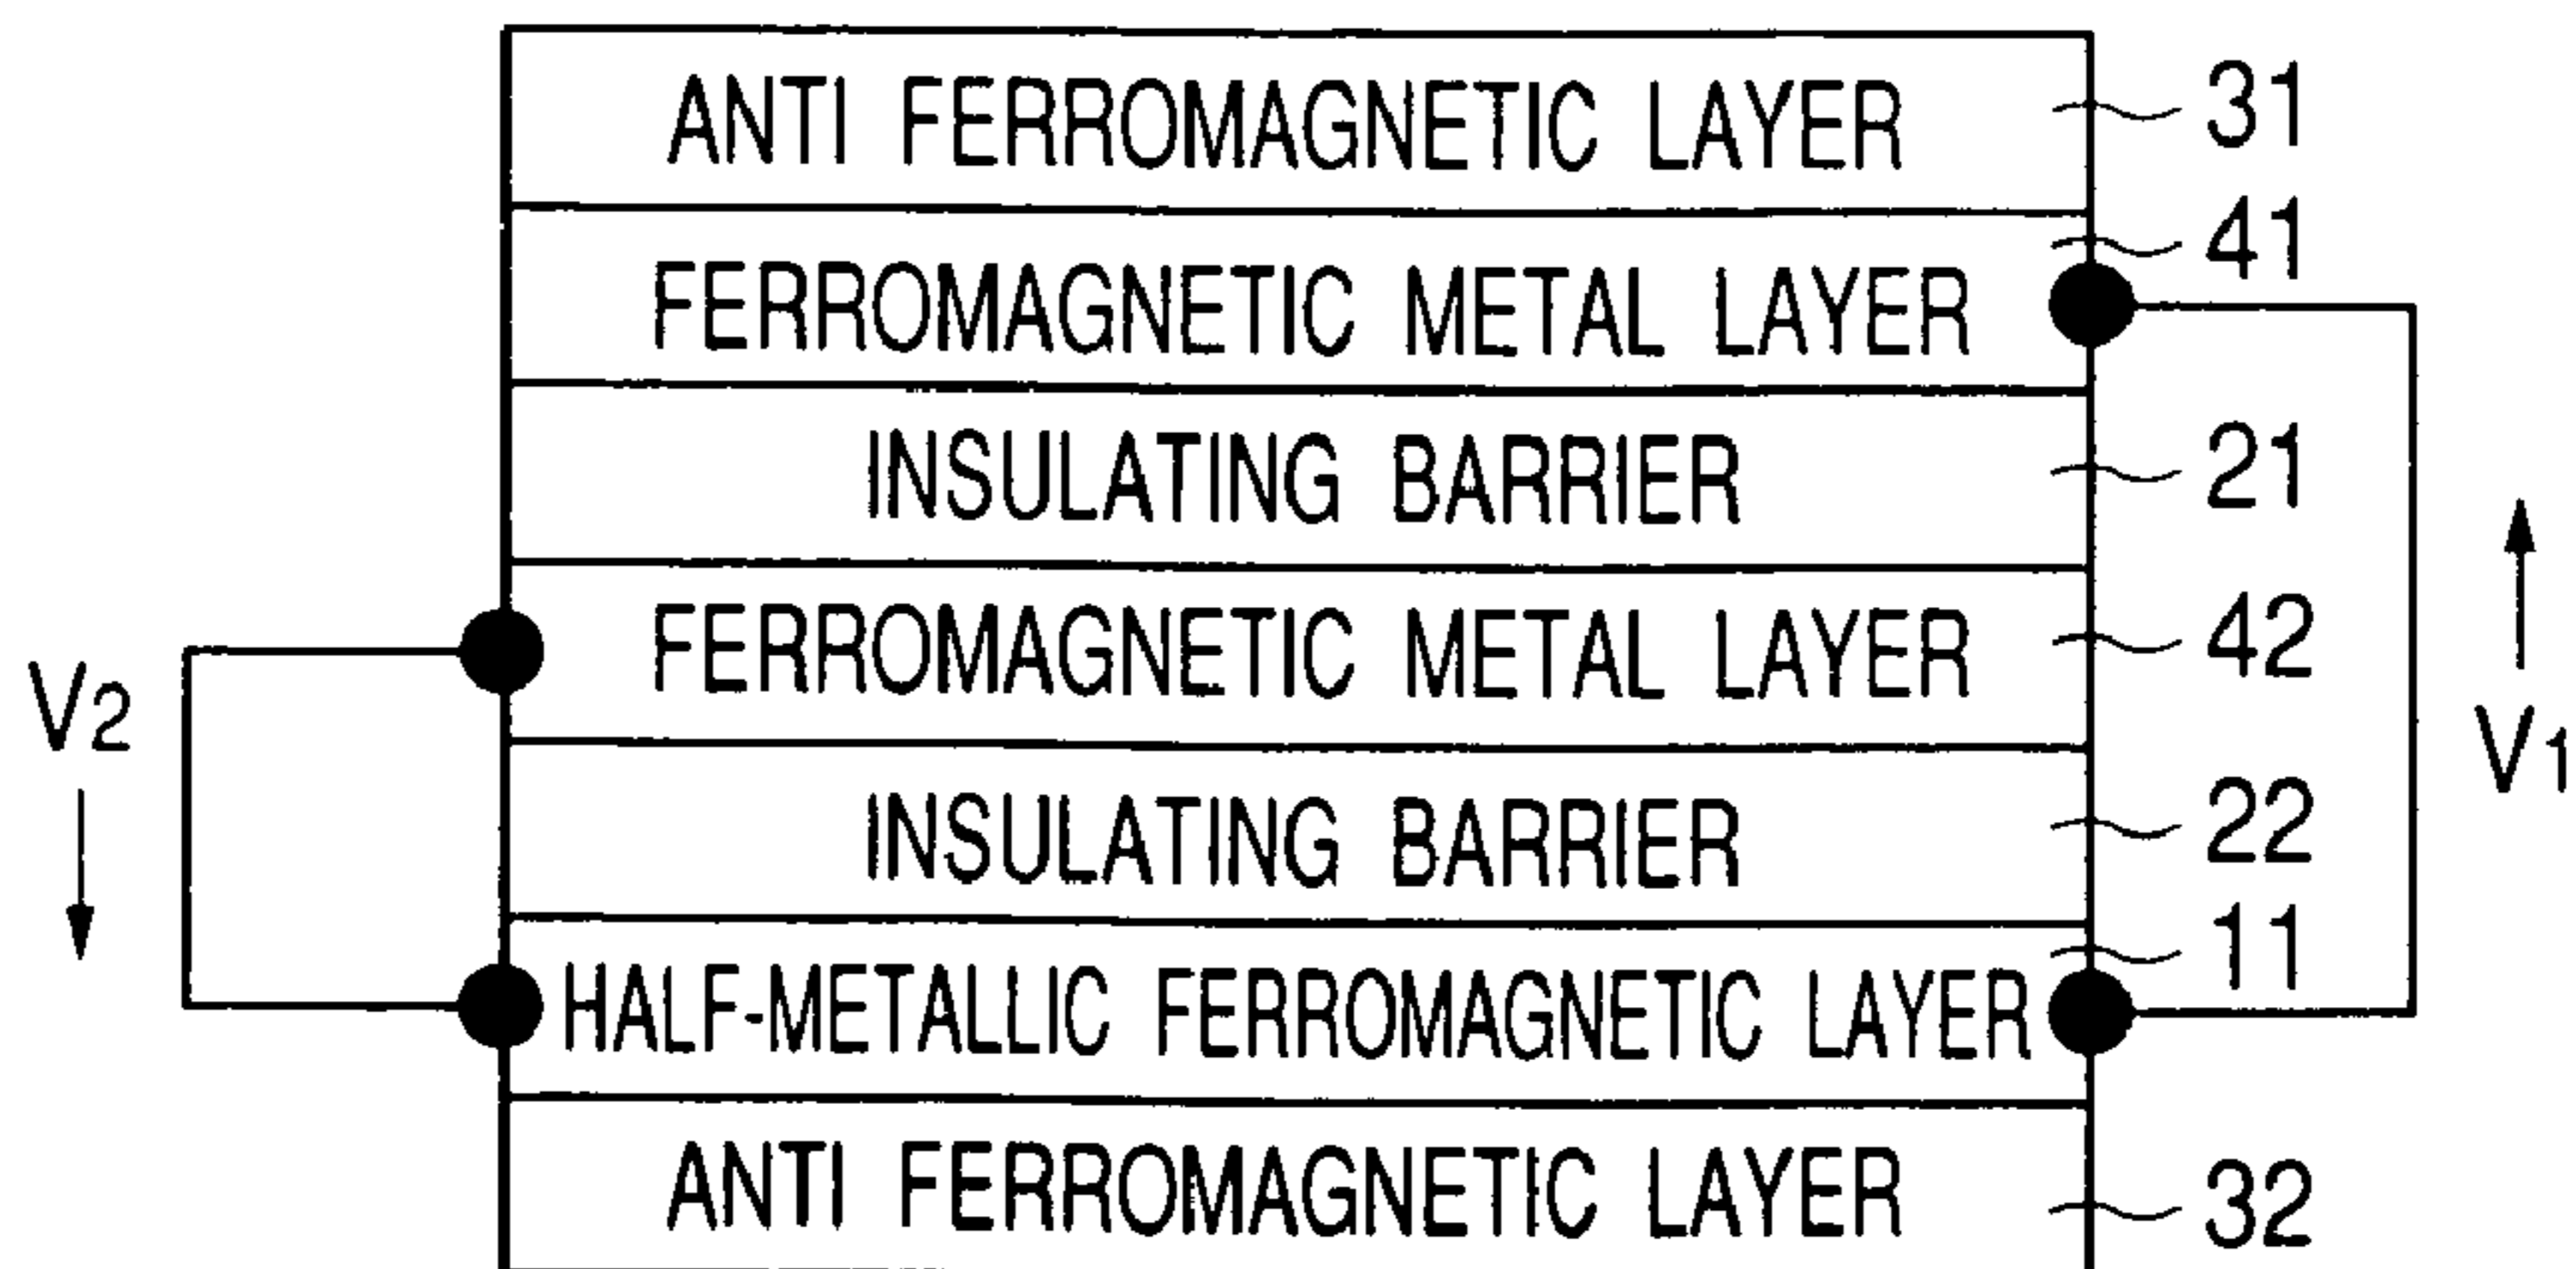 ANTI FERROMAGNETIC LAYER 31
41
FERROMAGNETIC METAL LAYER
INSULATING BARRIER 21
FERROMAGNETIC METAL LAYER 42
V2
V1
INSULATING BARRIER 22
11
HALF-METALLIC FERROMAGNETIC LAYER
ANTI FERROMAGNETIC LAYER 32